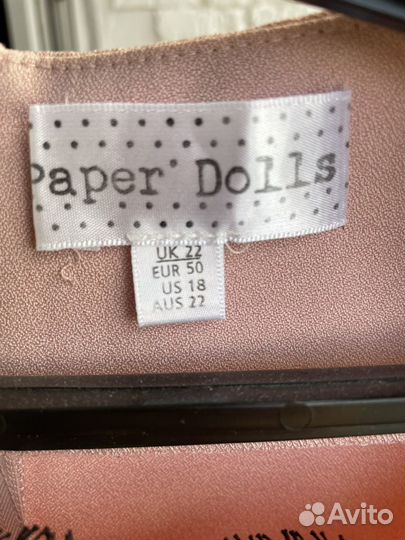 Paper Dolls
UK 22
EUR 50
US 18
AUS 22
Avito